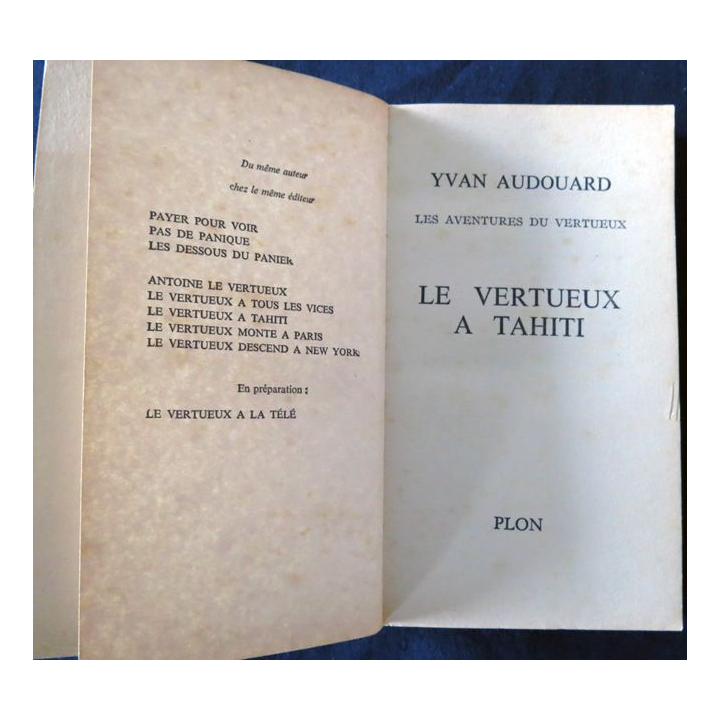 Du même auteur
chez le même éditeur
PAYER POUR VOIR
PAS DE PANIQUE
LES DESSOUS DU PANIER
ANTOINE LE VERTUEUX
LE VERTUEUX A TOUS LES VICES
LE VERTUEUX A TAHITI
LE VERTUEUX MONTE A PARIS
LE VERTUEUX DESCEND A NEW YORK
En préparation :
LE VERTUEUX A LA TÉLÉ
YVAN AUDOUARD
LES AVENTURES DU VERTUEUX
LE VERTUEUX
A TAHITI
PLON